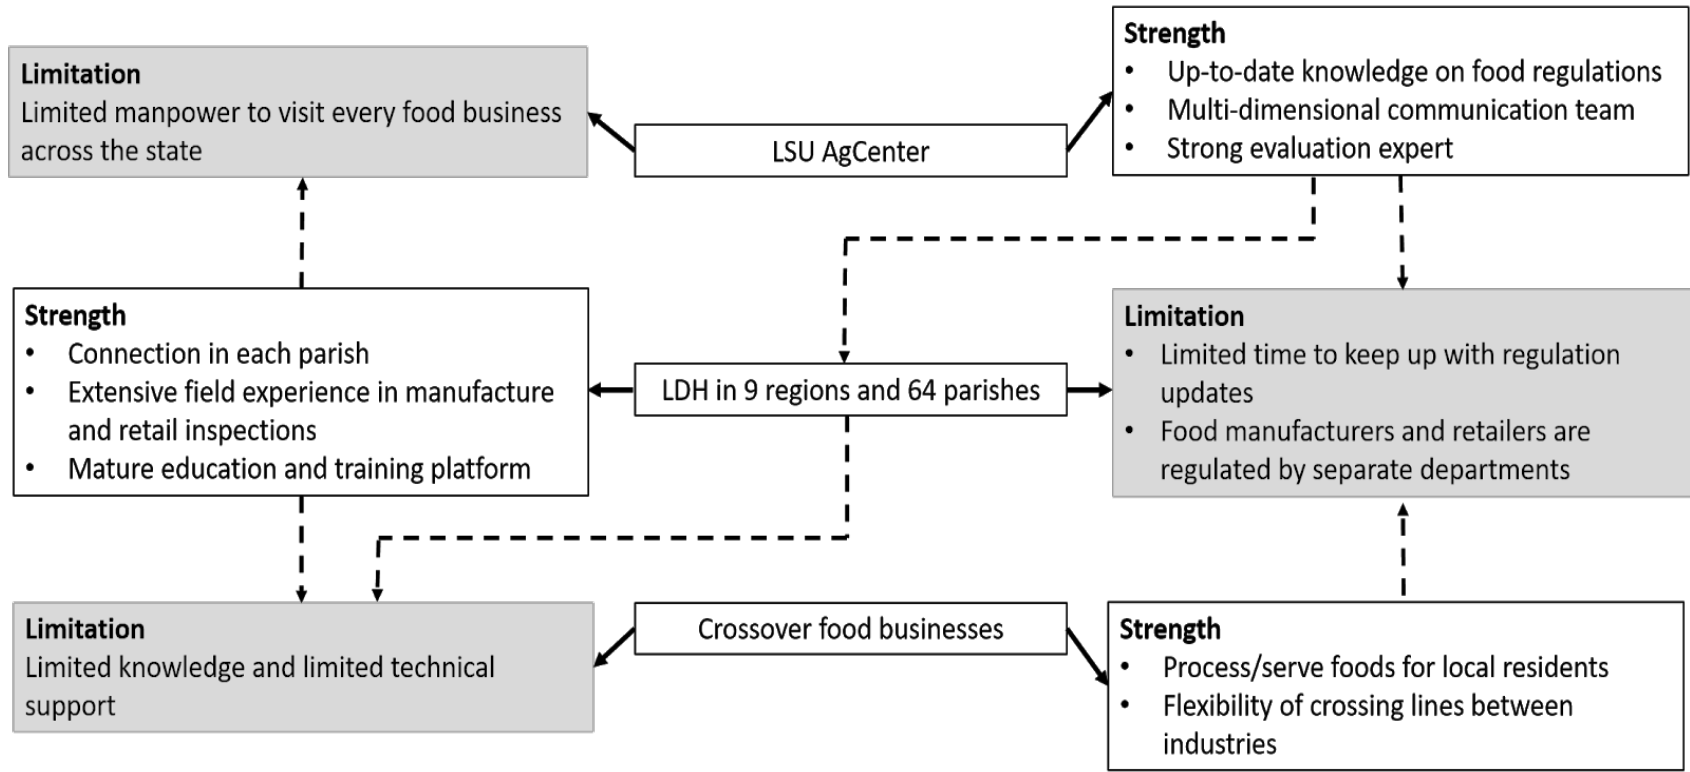 Limitation
Limited manpower to visit every food business
across the state
LSU AgCenter
Strength
• Up-to-date knowledge on food regulations
• Multi-dimensional communication team
• Strong evaluation expert
Strength
• Connection in each parish
• Extensive field experience in manufacture
and retail inspections
• Mature education and training platform
LDH in 9 regions and 64 parishes
Limitation
• Limited time to keep up with regulation
updates
• Food manufacturers and retailers are
regulated by separate departments
Limitation
Limited knowledge and limited technical
support
Crossover food businesses
Strength
• Process/serve foods for local residents
• Flexibility of crossing lines between
industries